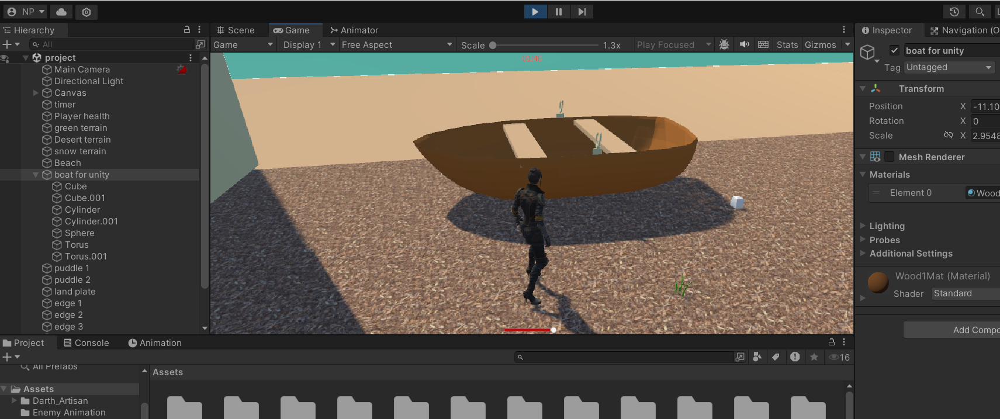 NP
Hierarchy
All
project
Main Camera
Directional Light
Canvas
timer
Player health
green terrain
Desert terrain
snow terrain
Beach
boat for unity
Cube
Cube.001
Cylinder
Cylinder.001
Sphere
Torus
Torus.001
puddle 1
puddle 2
land plate
edge 1
edge 2
edge 3
Scene Game Animator
Game Display 1 Free Aspect Scale 1.3x Play Focused Stats Gizmos
Inspector Navigation (O
boat for unity
Tag Untagged
Transform
Position X -11.10
Rotation X 0
Scale X 2.9548
Mesh Renderer
Materials
Element 0 Wood
Lighting
Probes
Additional Settings
Wood1Mat (Material)
Shader Standard
Add Compo
Project Console Animation
16
All Prefabs
Assets
Darth_Artisan
Enemy Animation
Assets